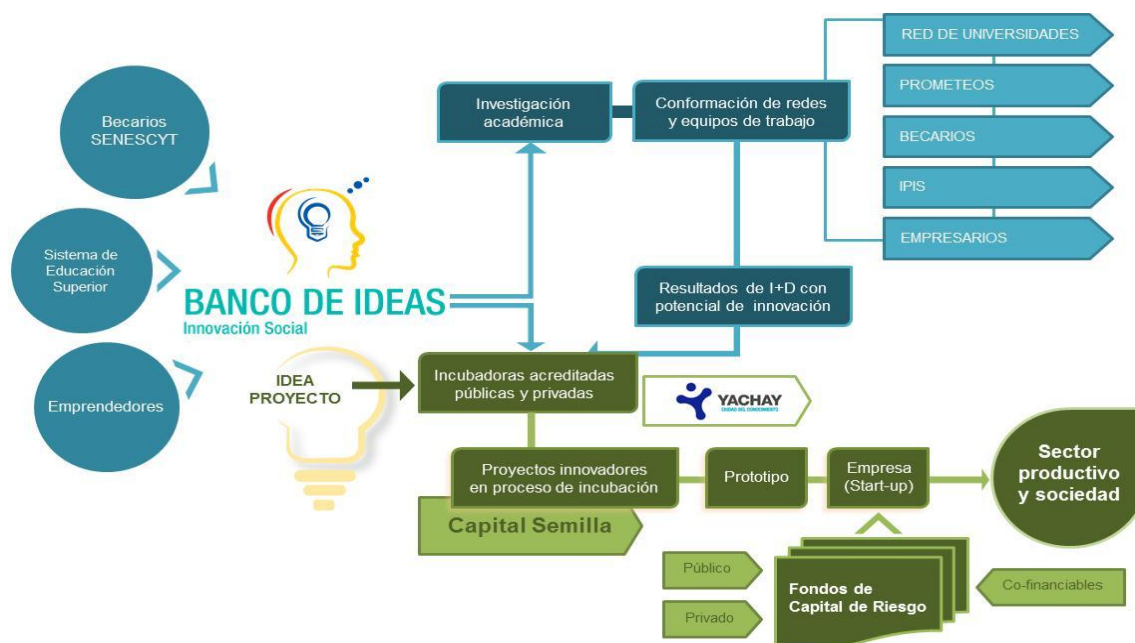 Becarios
SENESCYT
Sistema de
Educación
Superior
Emprendedores
BANCO DE IDEAS
Innovación Social
IDEA
PROYECTO
Investigación
académica
Conformación de redes
y equipos de trabajo
RED DE UNIVERSIDADES
PROMETEOS
BECARIOS
IPIS
EMPRESARIOS
Resultados de I+D con
potencial de innovación
Incubadoras acreditadas
públicas y privadas
YACHAY
CIUDAD DEL CONOCIMIENTO
Proyectos innovadores
en proceso de incubación
Capital Semilla
Prototipo
Empresa
(Start-up)
Sector
productivo
y sociedad
Público
Privado
Fondos de
Capital de Riesgo
Co-financiables